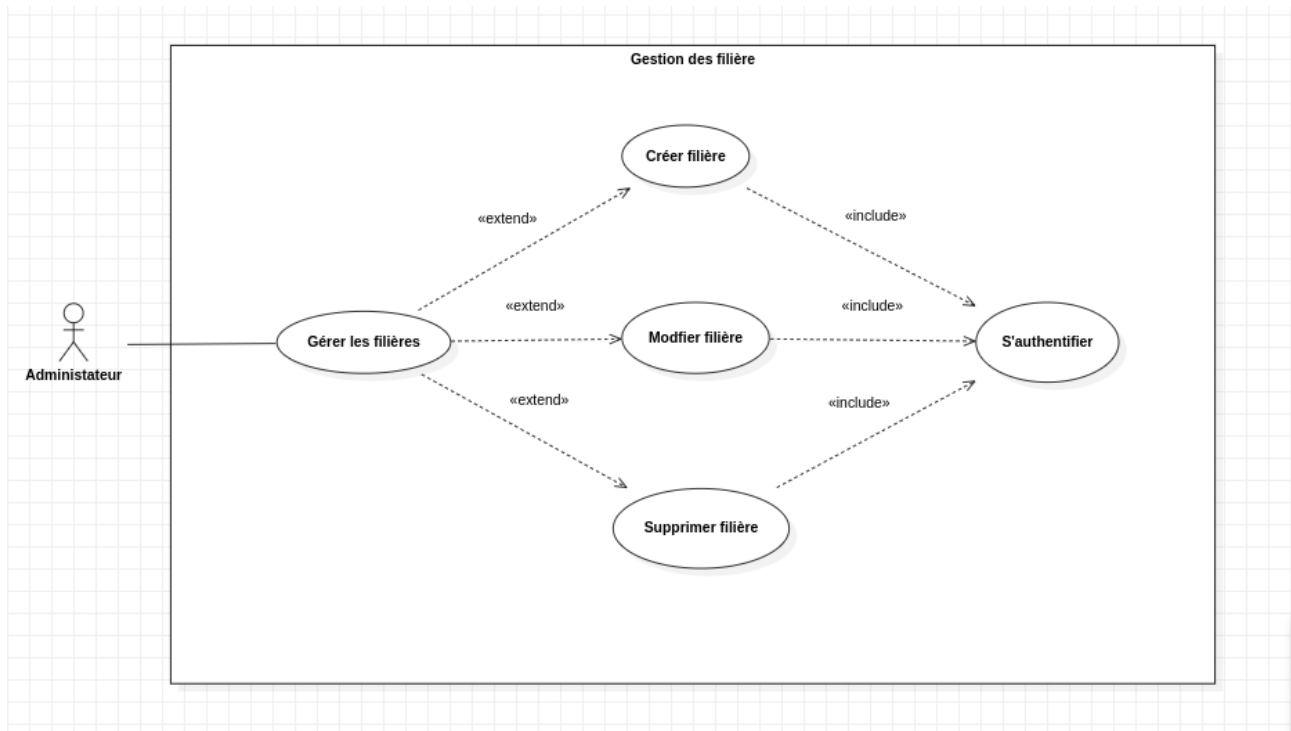 Gestion des filière
Créer filière
«extend»
«include»
«extend»
«include»
Gérer les filières
Modfier filière
S'authentifier
Administateur
«extend»
«include»
Supprimer filière